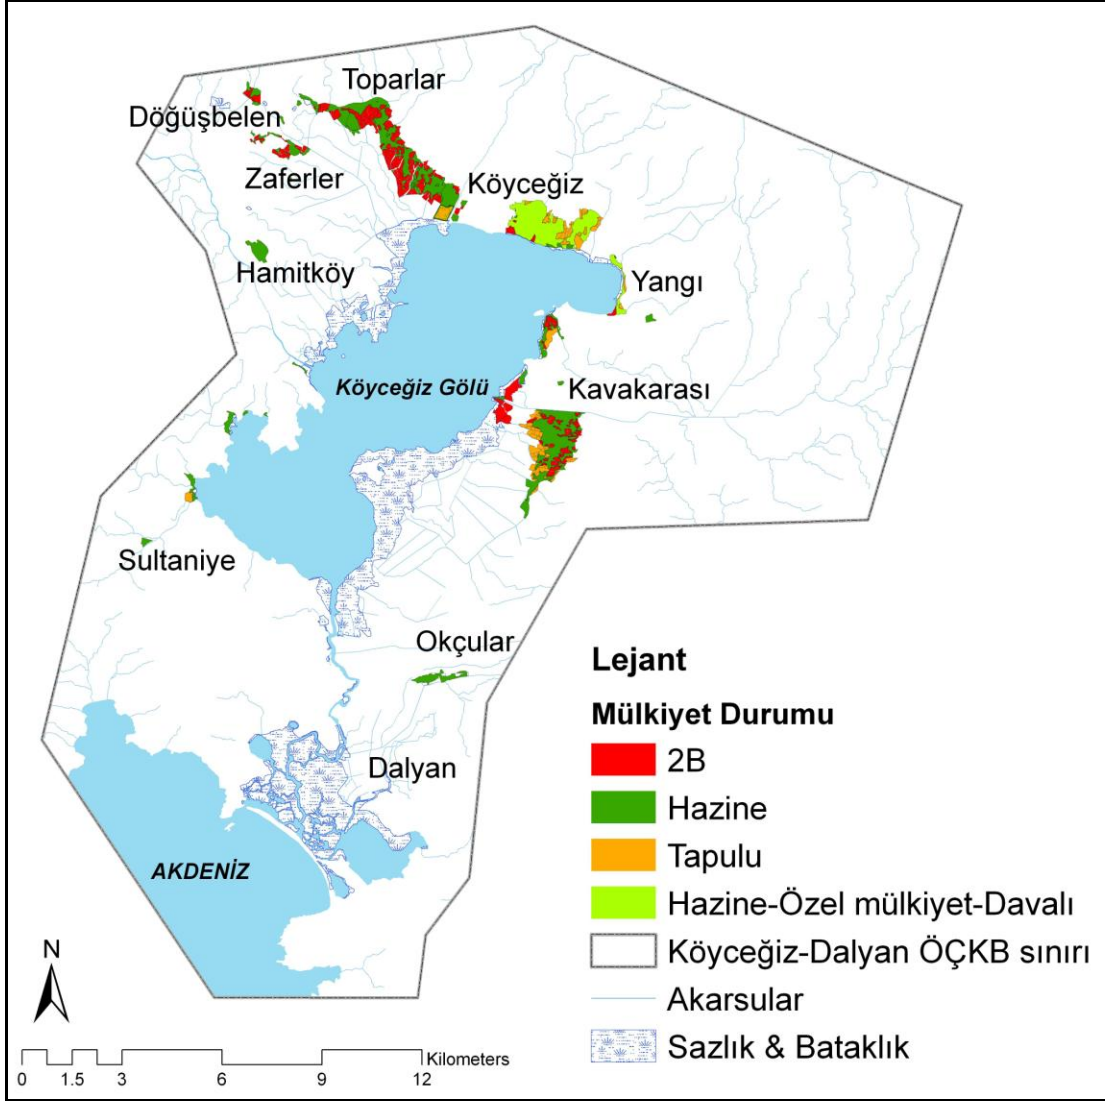 Toparlar
Döğüşbelen
Zaferler
Köyceğiz
Hamitköy
Yangı
Köyceğiz Gölü
Kavakarası
Sultaniye
Okçular
Dalyan
AKDENİZ
Lejant
Mülkiyet Durumu
2B
Hazine
Tapulu
Hazine-Özel mülkiyet-Davalı
Köyceğiz-Dalyan ÖÇKB sınırı
Akarsular
Sazlık & Bataklık
N
Kilometers
0 1.5 3 6 9 12